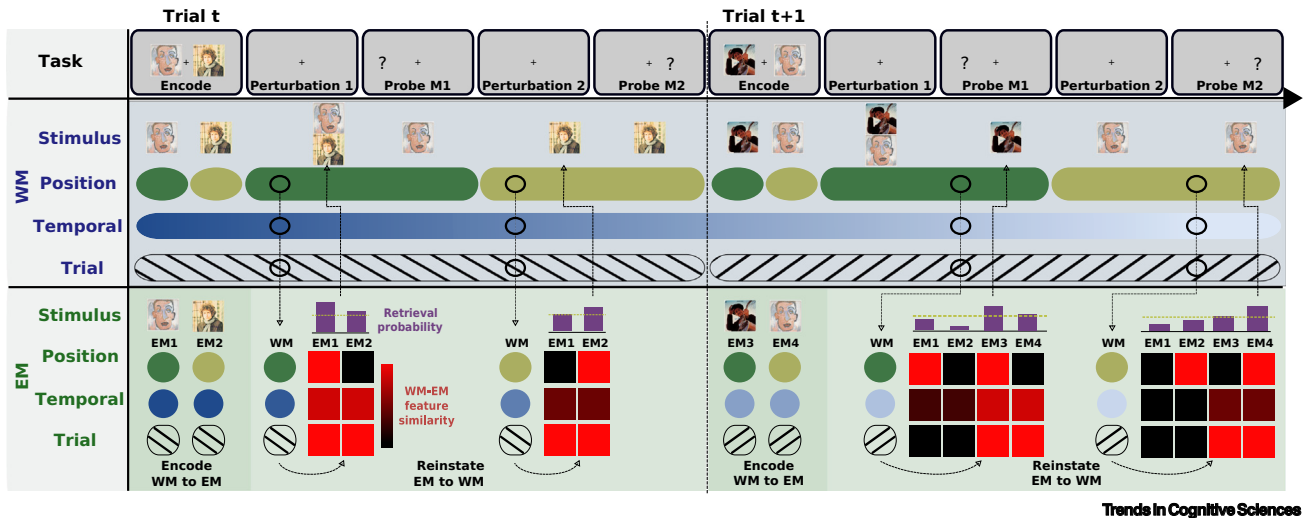 Trial t
Trial t+1
Task
+
Encode
+
Perturbation 1
? +
Probe M1
+
Perturbation 2
+ ?
Probe M2
+
Encode
+
Perturbation 1
? +
Probe M1
+
Perturbation 2
+ ?
Probe M2
WM
Stimulus
Position
Temporal
Trial
EM
Stimulus
Position
Temporal
Trial
EM1 EM2
Encode
WM to EM
WM
EM1 EM2
Retrieval
probability
WM-EM
feature
similarity
Reinstate
EM to WM
WM
EM1 EM2
EM3 EM4
Encode
WM to EM
WM
EM1 EM2 EM3 EM4
Reinstate
EM to WM
WM
EM1 EM2 EM3 EM4
Trends in Cognitive Sciences